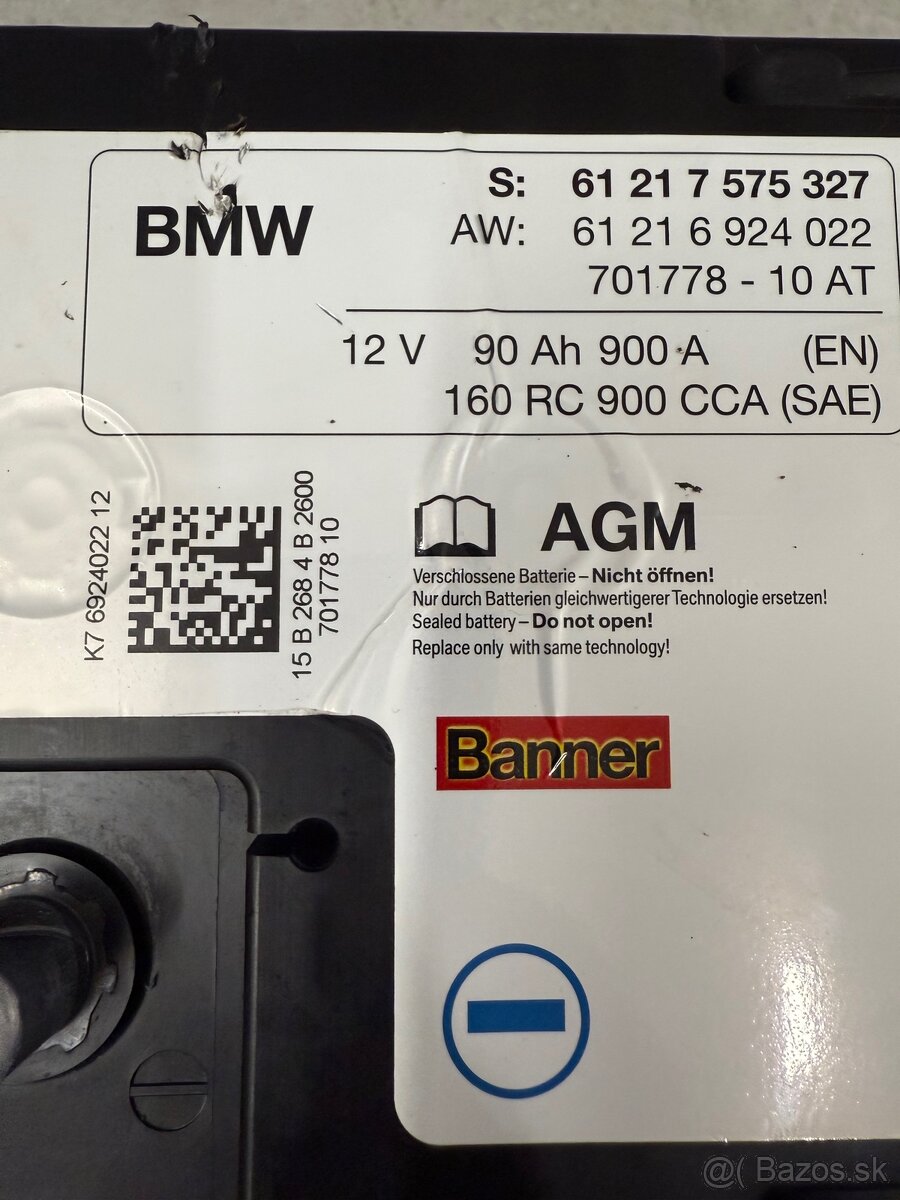 BMW
S: 61 21 7 575 327
AW: 61 21 6 924 022
701778 - 10 AT
12 V 90 Ah 900 A (EN)
160 RC 900 CCA (SAE)
K7 6924022 12
15 B 268 4 B 2600
701778 10
AGM
Verschlossene Batterie – Nicht öffnen!
Nur durch Batterien gleichwertigerer Technologie ersetzen!
Sealed battery – Do not open!
Replace only with same technology!
Banner
@( Bazos.sk